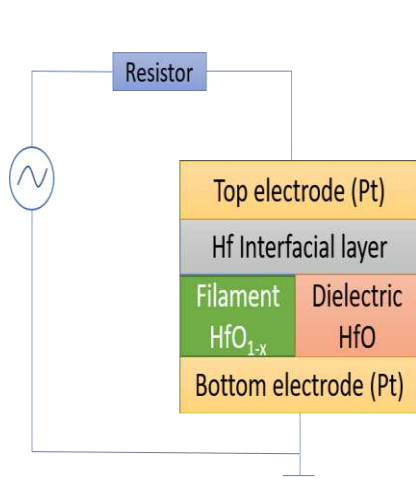 Resistor
Top electrode (Pt)
Hf Interfacial layer
Filament Dielectric
HfO₁₋ₓ HfO
Bottom electrode (Pt)